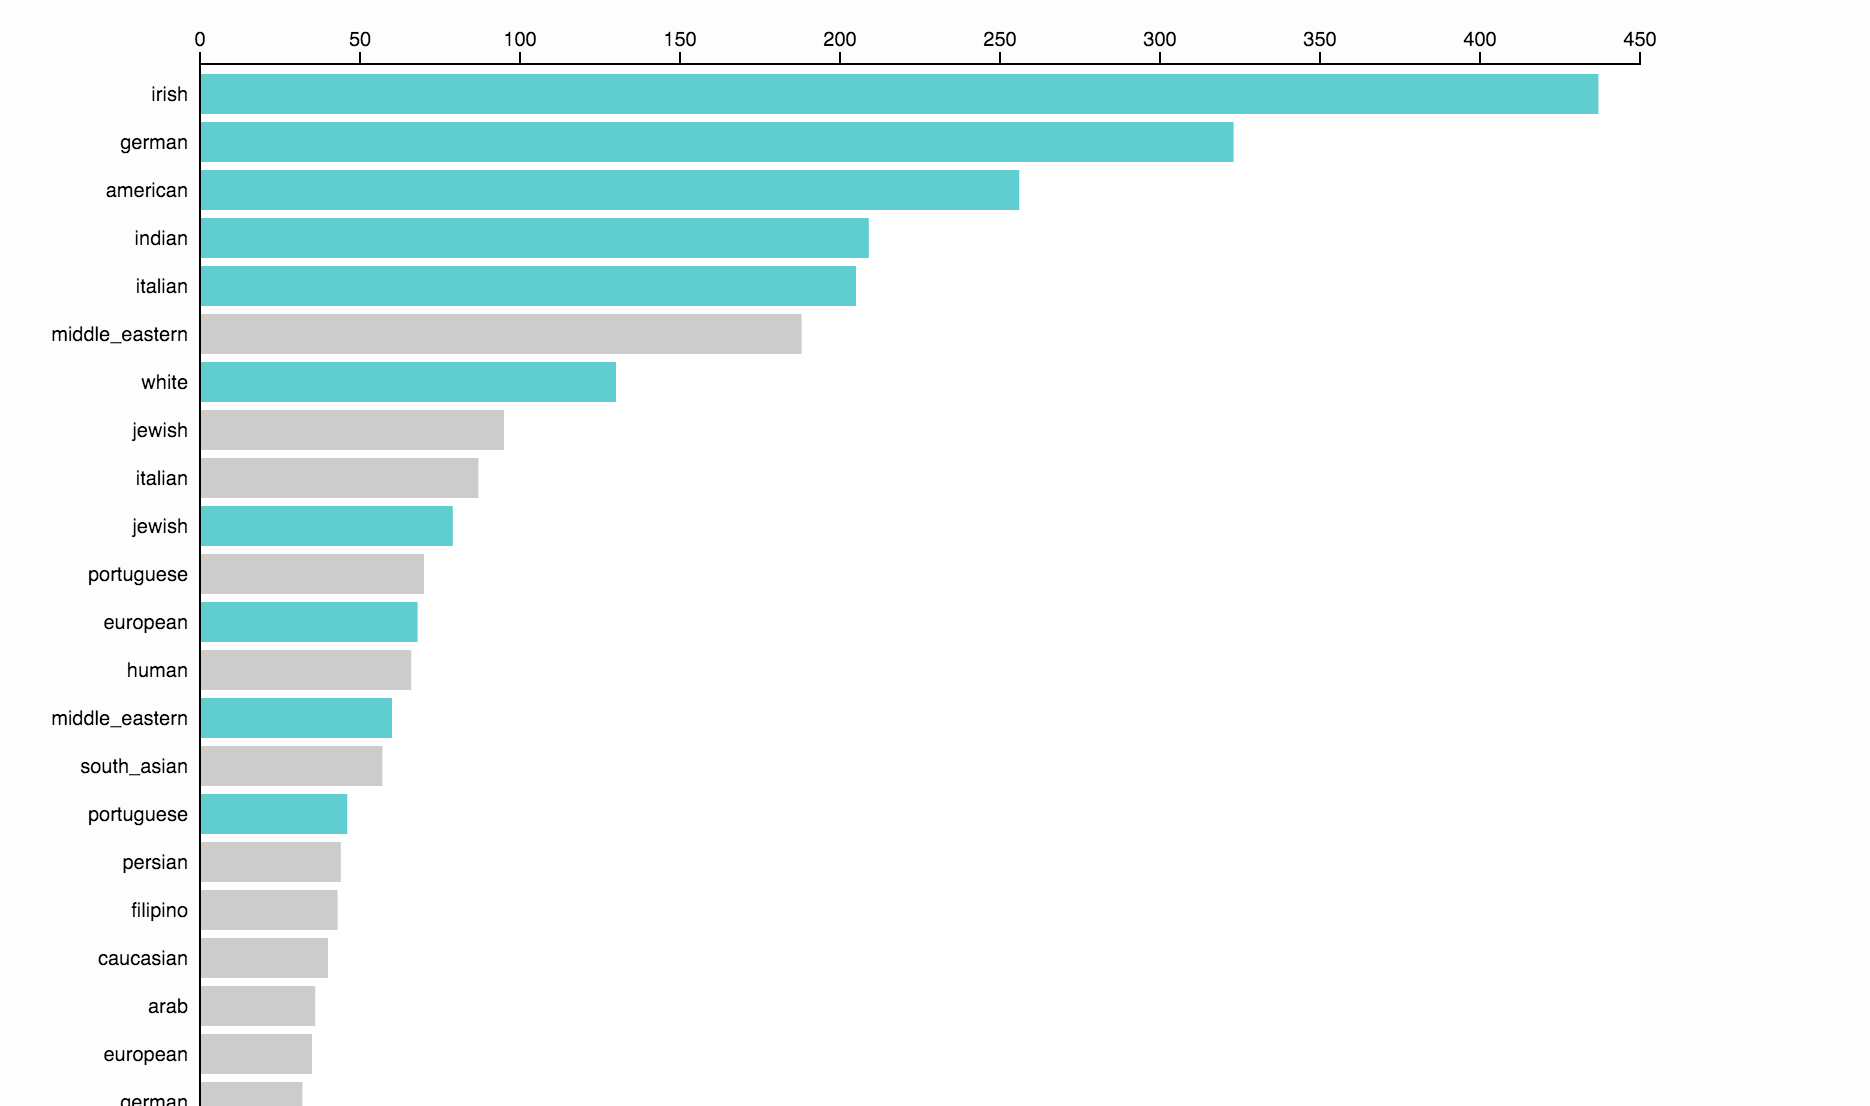 0 50 100 150 200 250 300 350 400 450
irish
german
american
indian
italian
middle_eastern
white
jewish
italian
jewish
portuguese
european
human
middle_eastern
south_asian
portuguese
persian
filipino
caucasian
arab
european
german